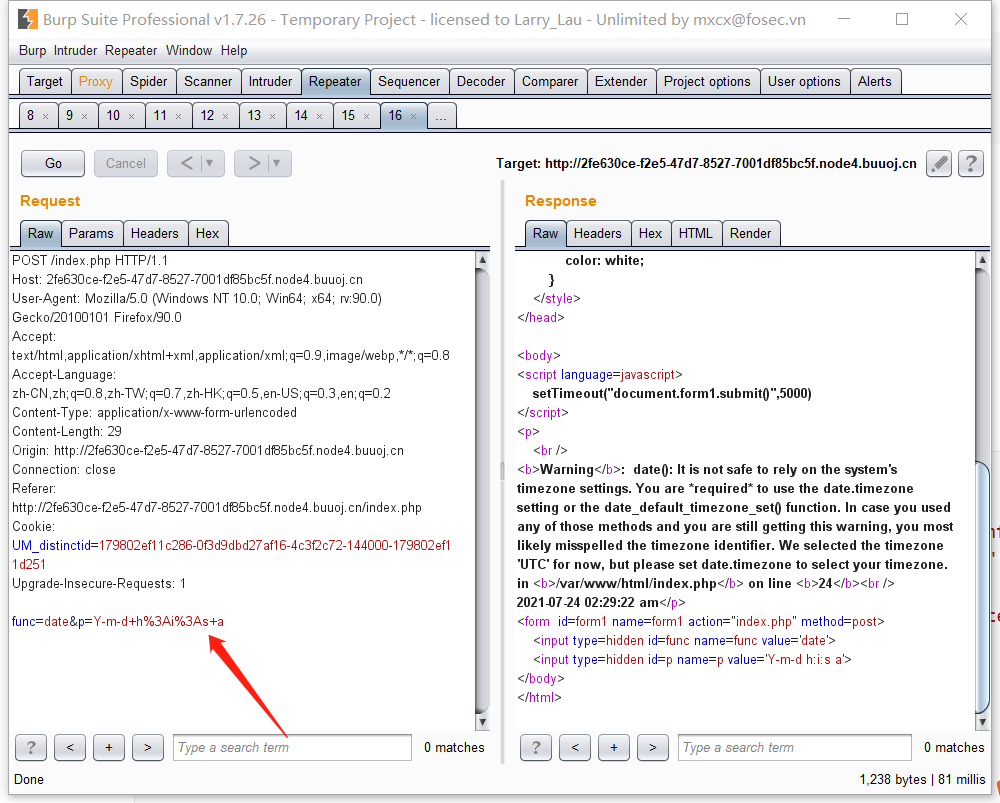 Burp Suite Professional v1.7.26 - Temporary Project - licensed to Larry_Lau - Unlimited by mxcx@fosec.vn
Burp Intruder Repeater Window Help
Target Proxy Spider Scanner Intruder Repeater Sequencer Decoder Comparer Extender Project options User options Alerts
8 × 9 × 10 × 11 × 12 × 13 × 14 × 15 × 16 × ...
Go Cancel < ▼ > ▼ Target: http://2fe630ce-f2e5-47d7-8527-7001df85bc5f.node4.buuoj.cn ?
Request
Raw Params Headers Hex
POST /index.php HTTP/1.1
Host: 2fe630ce-f2e5-47d7-8527-7001df85bc5f.node4.buuoj.cn
User-Agent: Mozilla/5.0 (Windows NT 10.0; Win64; x64; rv:90.0)
Gecko/20100101 Firefox/90.0
Accept:
text/html,application/xhtml+xml,application/xml;q=0.9,image/webp,*/*;q=0.8
Accept-Language:
zh-CN,zh;q=0.8,zh-TW;q=0.7,zh-HK;q=0.5,en-US;q=0.3,en;q=0.2
Content-Type: application/x-www-form-urlencoded
Content-Length: 29
Origin: http://2fe630ce-f2e5-47d7-8527-7001df85bc5f.node4.buuoj.cn
Connection: close
Referer:
http://2fe630ce-f2e5-47d7-8527-7001df85bc5f.node4.buuoj.cn/index.php
Cookie:
UM_distinctid=179802ef11c286-0f3d9dbd27af16-4c3f2c72-144000-179802ef1
1d251
Upgrade-Insecure-Requests: 1
func=date&p=Y-m-d+h%3Ai%3As+a
? < + > Type a search term 0 matches
Response
Raw Headers Hex HTML Render
color: white;
}
</style>
</head>
<body>
<script language=javascript>
setTimeout("document.form1.submit()",5000)
</script>
<p>
<br />
<b>Warning</b>: date(): It is not safe to rely on the system's
timezone settings. You are *required* to use the date.timezone
setting or the date_default_timezone_set() function. In case you used
any of those methods and you are still getting this warning, you most
likely misspelled the timezone identifier. We selected the timezone
'UTC' for now, but please set date.timezone to select your timezone.
in <b>/var/www/html/index.php</b> on line <b>24</b><br />
2021-07-24 02:29:22 am</p>
<form id=form1 name=form1 action="index.php" method=post>
<input type=hidden id=func name=func value='date'>
<input type=hidden id=p name=p value='Y-m-d h:i:s a'>
</body>
</html>
? < + > Type a search term 0 matches
Done 1,238 bytes | 81 millis